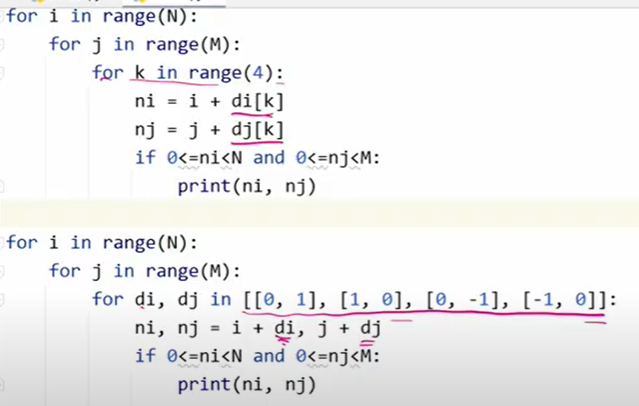 for i in range(N):
    for j in range(M):
        for k in range(4):
            ni = i + di[k]
            nj = j + dj[k]
            if 0<=ni<N and 0<=nj<M:
                print(ni, nj)
for i in range(N):
    for j in range(M):
        for di, dj in [[0, 1], [1, 0], [0, -1], [-1, 0]]:
            ni, nj = i + di, j + dj
            if 0<=ni<N and 0<=nj<M:
                print(ni, nj)